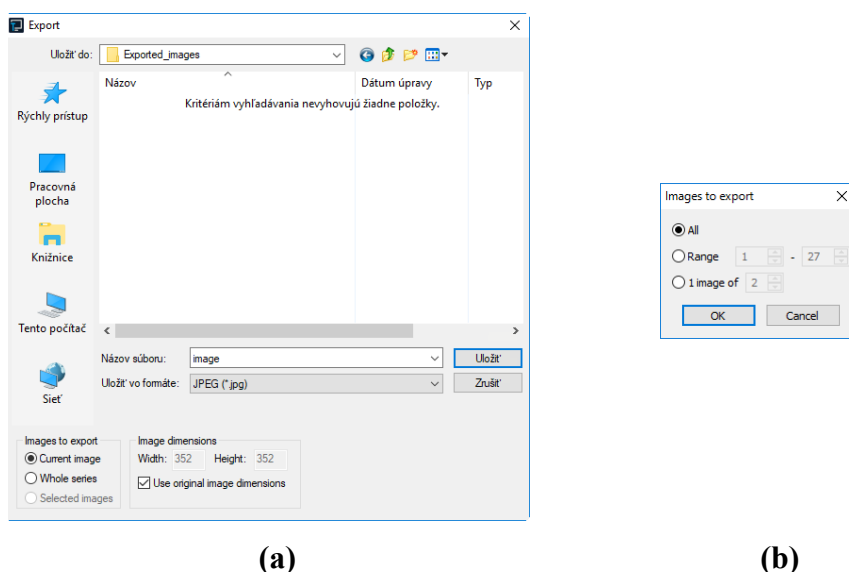 Export
Uložiť do: Exported_images
Názov Dátum úpravy Typ
Kritériám vyhľadávania nevyhovujú žiadne položky.
Rýchly prístup
Pracovná
plocha
Knižnice
Tento počítač
Sieť
Názov súboru: image Uložiť
Uložiť vo formáte: JPEG (*.jpg) Zrušiť
Images to export Image dimensions
Current image Width: 352 Height: 352
Whole series Use original image dimensions
Selected images
(a)
Images to export
All
Range 1 - 27
1 image of 2
OK Cancel
(b)